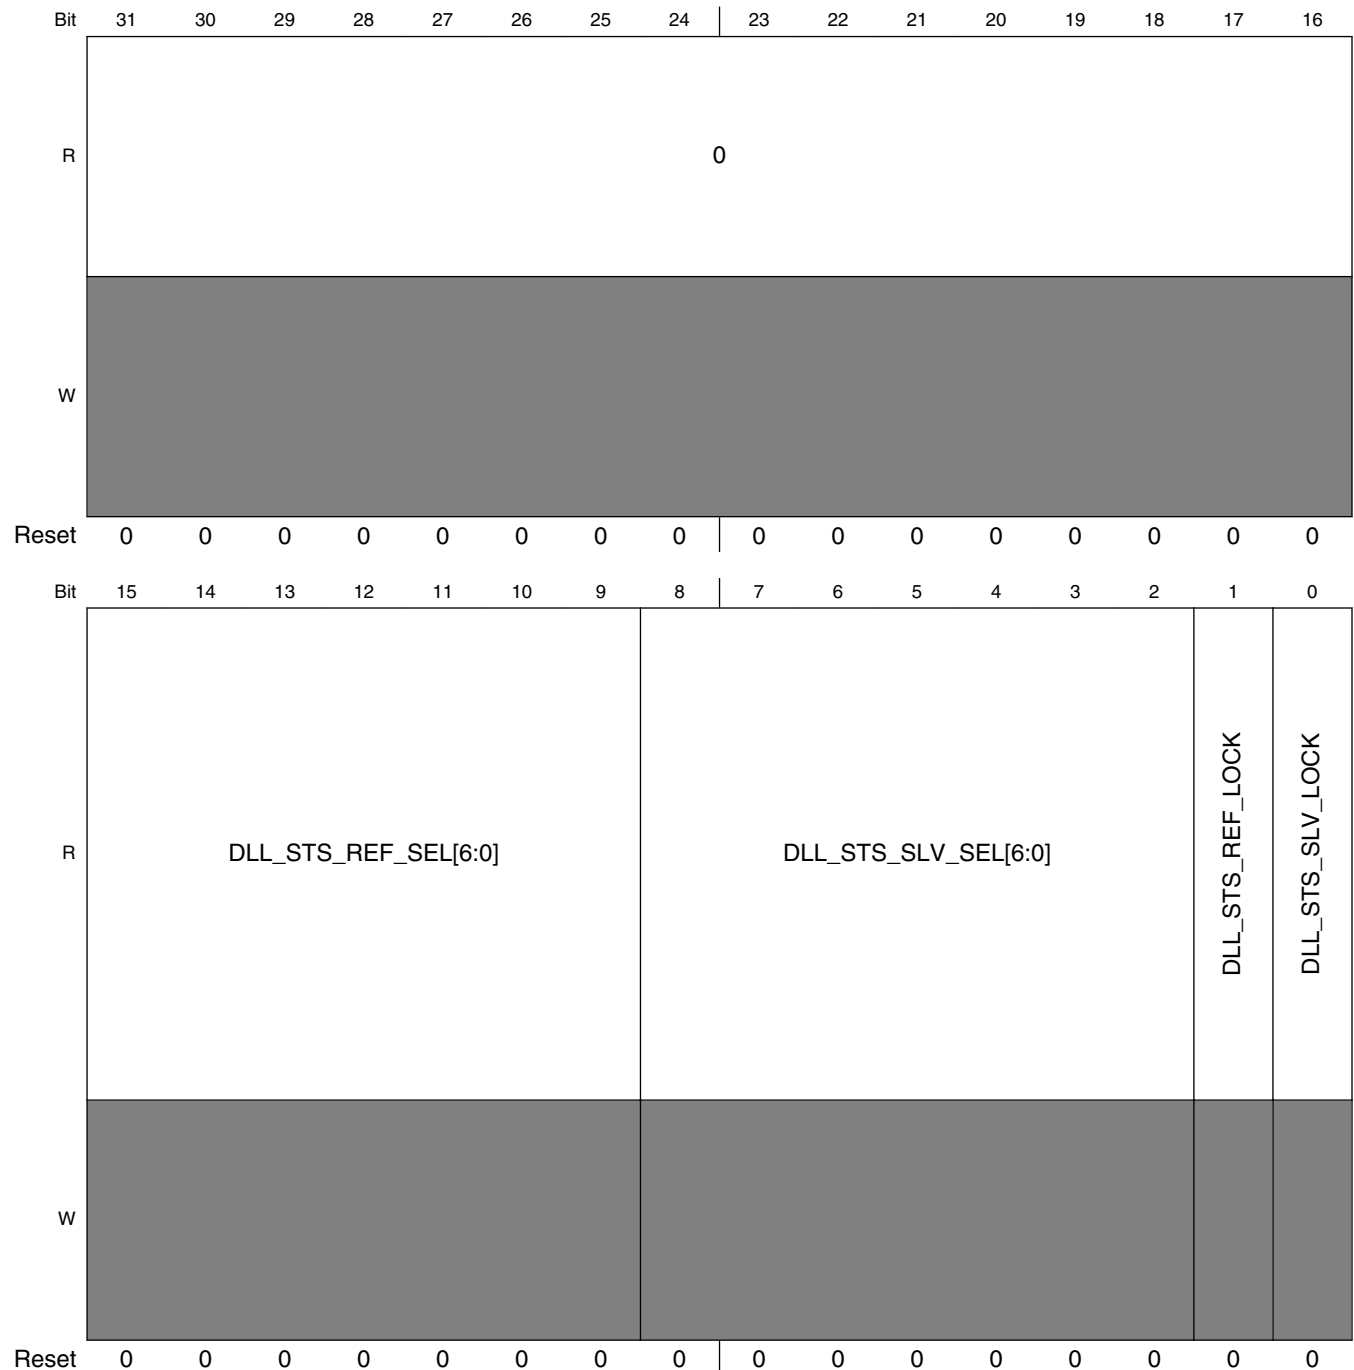 Bit 31 30 29 28 27 26 25 24 23 22 21 20 19 18 17 16
R 0
W
Reset 0 0 0 0 0 0 0 0 0 0 0 0 0 0 0 0
Bit 15 14 13 12 11 10 9 8 7 6 5 4 3 2 1 0
R DLL_STS_REF_SEL[6:0] DLL_STS_SLV_SEL[6:0] DLL_STS_REF_LOCK DLL_STS_SLV_LOCK
W
Reset 0 0 0 0 0 0 0 0 0 0 0 0 0 0 0 0